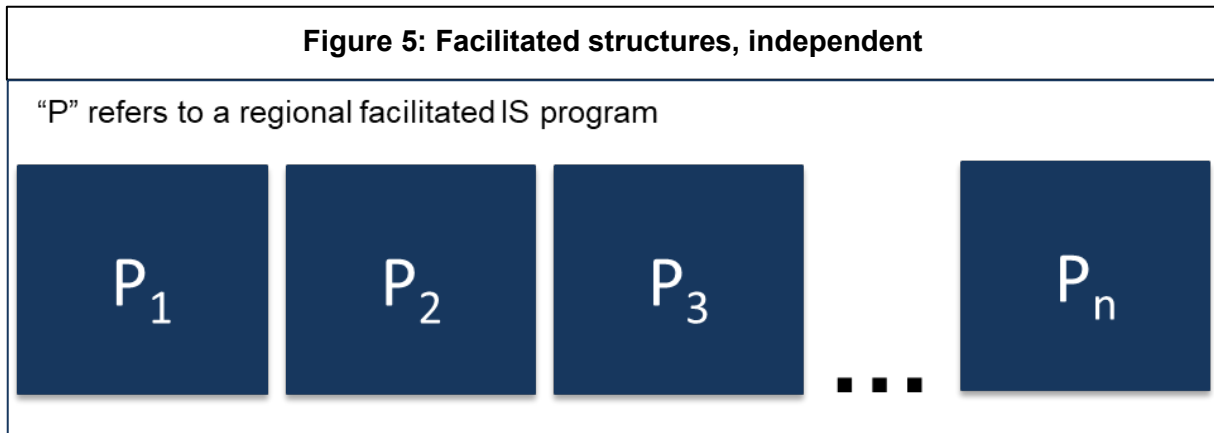 Figure 5: Facilitated structures, independent
“P” refers to a regional facilitated IS program
P₁ P₂ P₃ ... Pₙ